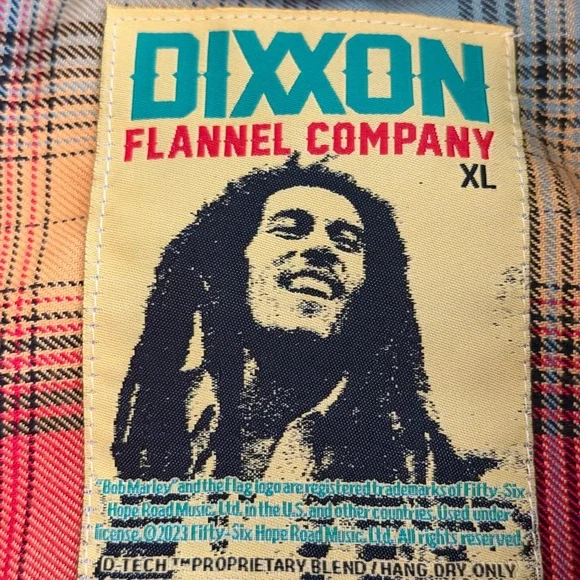 DIXXON
FLANNEL COMPANY
XL
"Bob Marley" and the Flag logo are registered trademarks of Fifty-Six
Hope Road Music, Ltd, in the U.S. and other countries. Used under
license. ©2023 Fifty-Six Hope Road Music, Ltd. All rights reserved.
D-TECH ™PROPRIETARY BLEND / HANG DRY ONLY